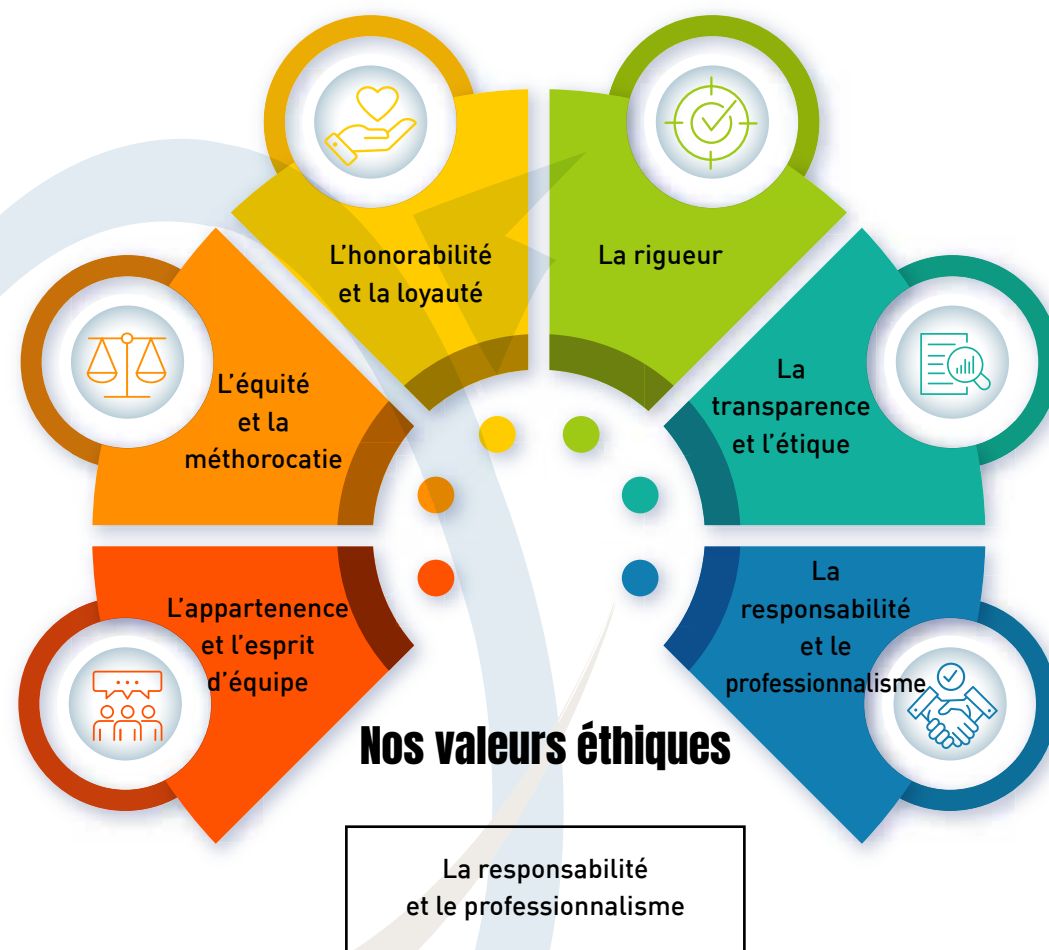 L'honorabilité
et la loyauté
La rigueur
L'équité
et la
méthorocatie
La
transparence
et l'étique
L'appartenence
et l'esprit
d'équipe
La
responsabilité
et le
professionnalisme
Nos valeurs éthiques
La responsabilité
et le professionnalisme